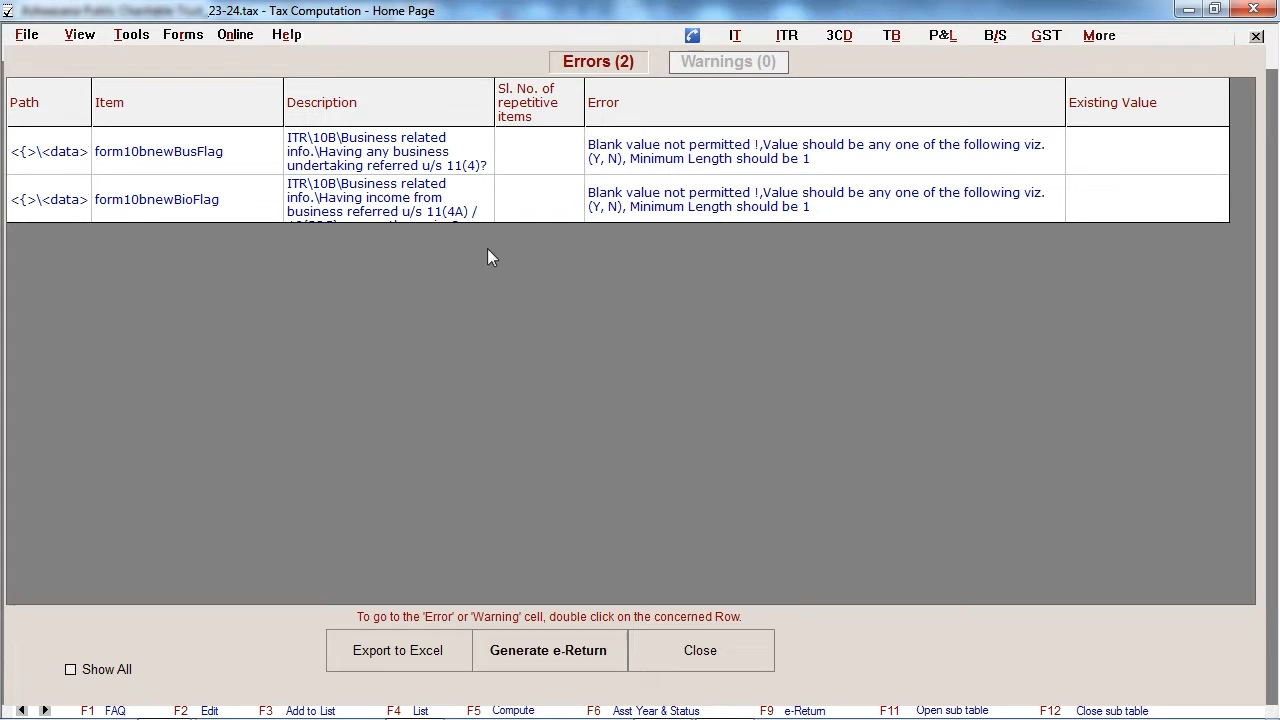 _23-24.tax - Tax Computation - Home Page
File View Tools Forms Online Help IT ITR 3CD TB P&L B/S GST More
Errors (2) Warnings (0)
Path Item Description Sl. No. of repetitive items Error Existing Value
<{>\<data> form10bnewBusFlag
ITR\10B\Business related
info.\Having any business
undertaking referred u/s 11(4)?
Blank value not permitted !,Value should be any one of the following viz.
(Y, N), Minimum Length should be 1
<{>\<data> form10bnewBioFlag
ITR\10B\Business related
info.\Having income from
business referred u/s 11(4A) /
Blank value not permitted !,Value should be any one of the following viz.
(Y, N), Minimum Length should be 1
To go to the 'Error' or 'Warning' cell, double click on the concerned Row.
Export to Excel Generate e-Return Close
Show All
F1 FAQ F2 Edit F3 Add to List F4 List F5 Compute F6 Asst Year & Status F9 e-Return F11 Open sub table F12 Close sub table